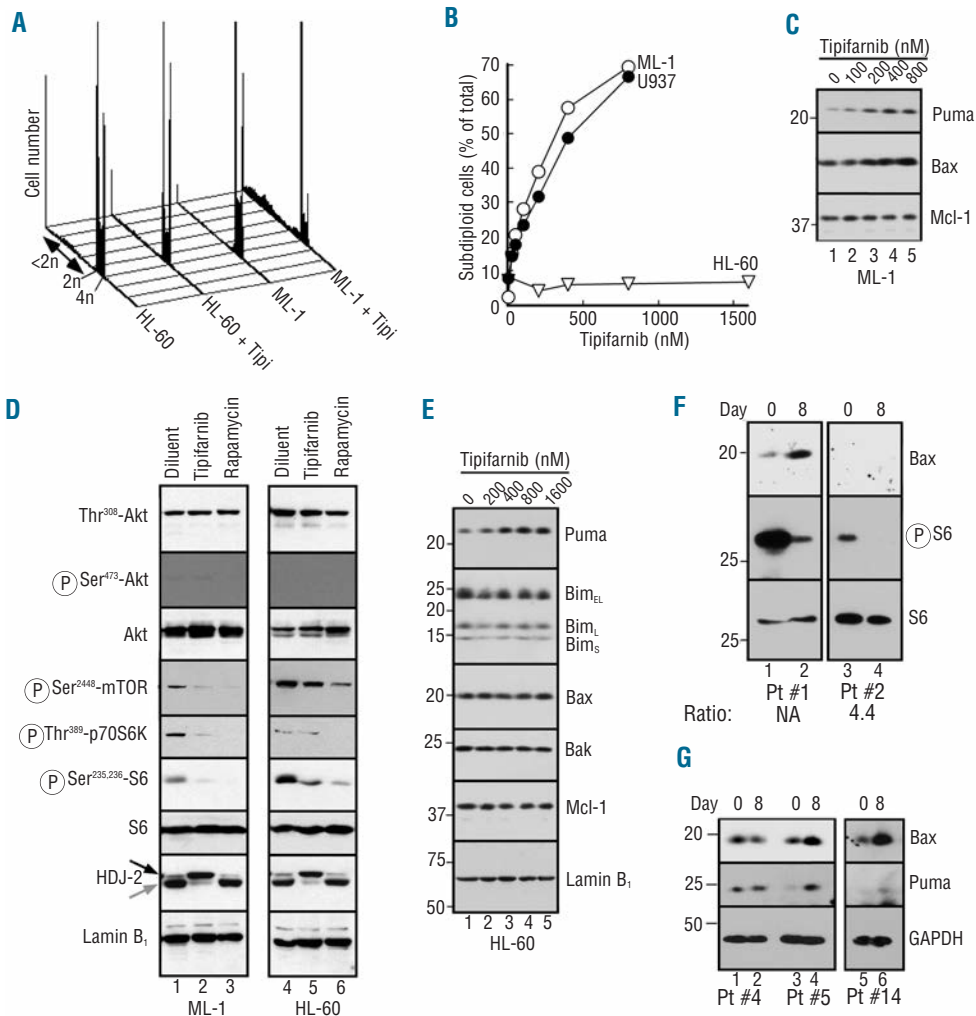 A
Cell number
<2n
2n
4n
HL-60
HL-60 + Tipi
ML-1
ML-1 + Tipi
B
Subdiploid cells (% of total)
70
60
50
40
30
20
10
0
0 500 1000 1500
Tipifarnib (nM)
ML-1
U937
HL-60
C
Tipifarnib (nM)
0 100 200 400 800
20
Puma
Bax
37
Mcl-1
1 2 3 4 5
ML-1
D
Diluent Tipifarnib Rapamycin Diluent Tipifarnib Rapamycin
Thr308-Akt
P Ser473-Akt
Akt
P Ser2448-mTOR
P Thr389-p70S6K
P Ser235,236-S6
S6
HDJ-2
Lamin B1
1 2 3 4 5 6
ML-1 HL-60
E
Tipifarnib (nM)
0 200 400 800 1600
20
Puma
25
BimEL
20
BimL
15
BimS
20
Bax
25
Bak
37
Mcl-1
75
Lamin B1
50
1 2 3 4 5
HL-60
F
Day 0 8 0 8
20
Bax
P S6
25
S6
25
1 2 3 4
Pt #1 Pt #2
Ratio: NA 4.4
G
Day 0 8 0 8 0 8
20
Bax
25
Puma
50
GAPDH
1 2 3 4 5 6
Pt #4 Pt #5 Pt #14